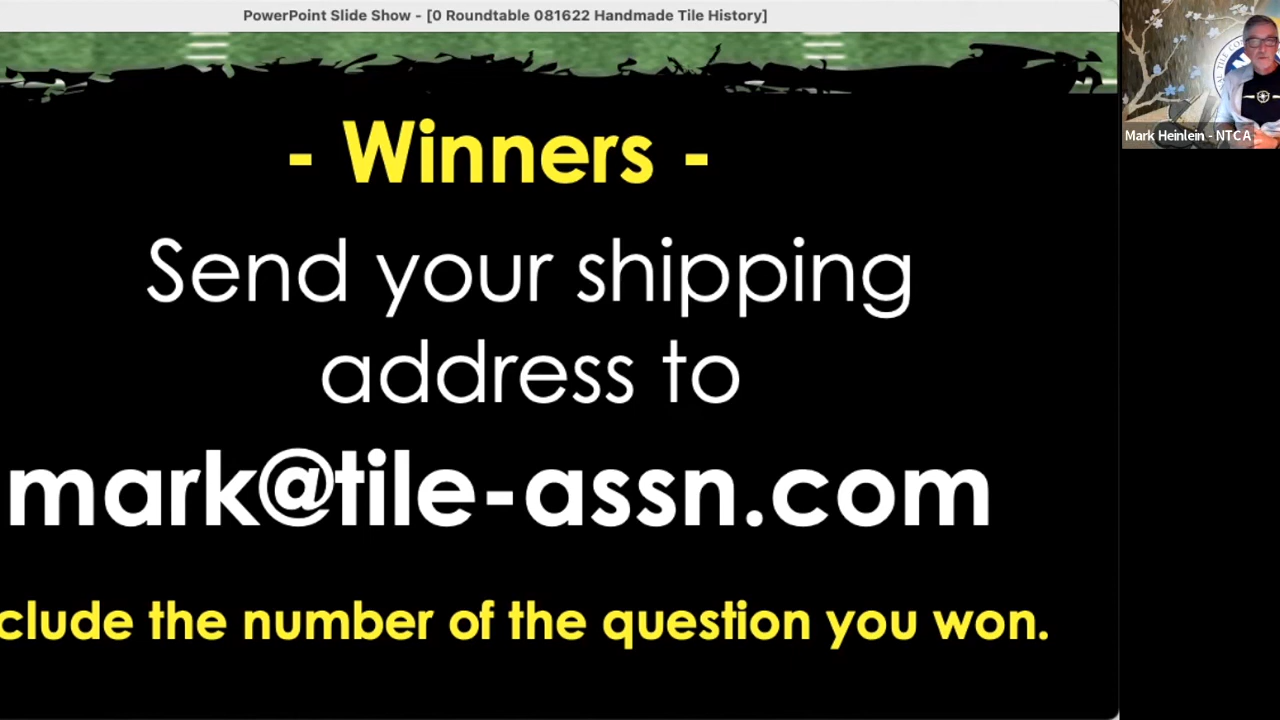 PowerPoint Slide Show - [0 Roundtable 081622 Handmade Tile History]
- Winners -
Send your shipping
address to
mark@tile-assn.com
clude the number of the question you won.
Mark Heinlein - NTCA